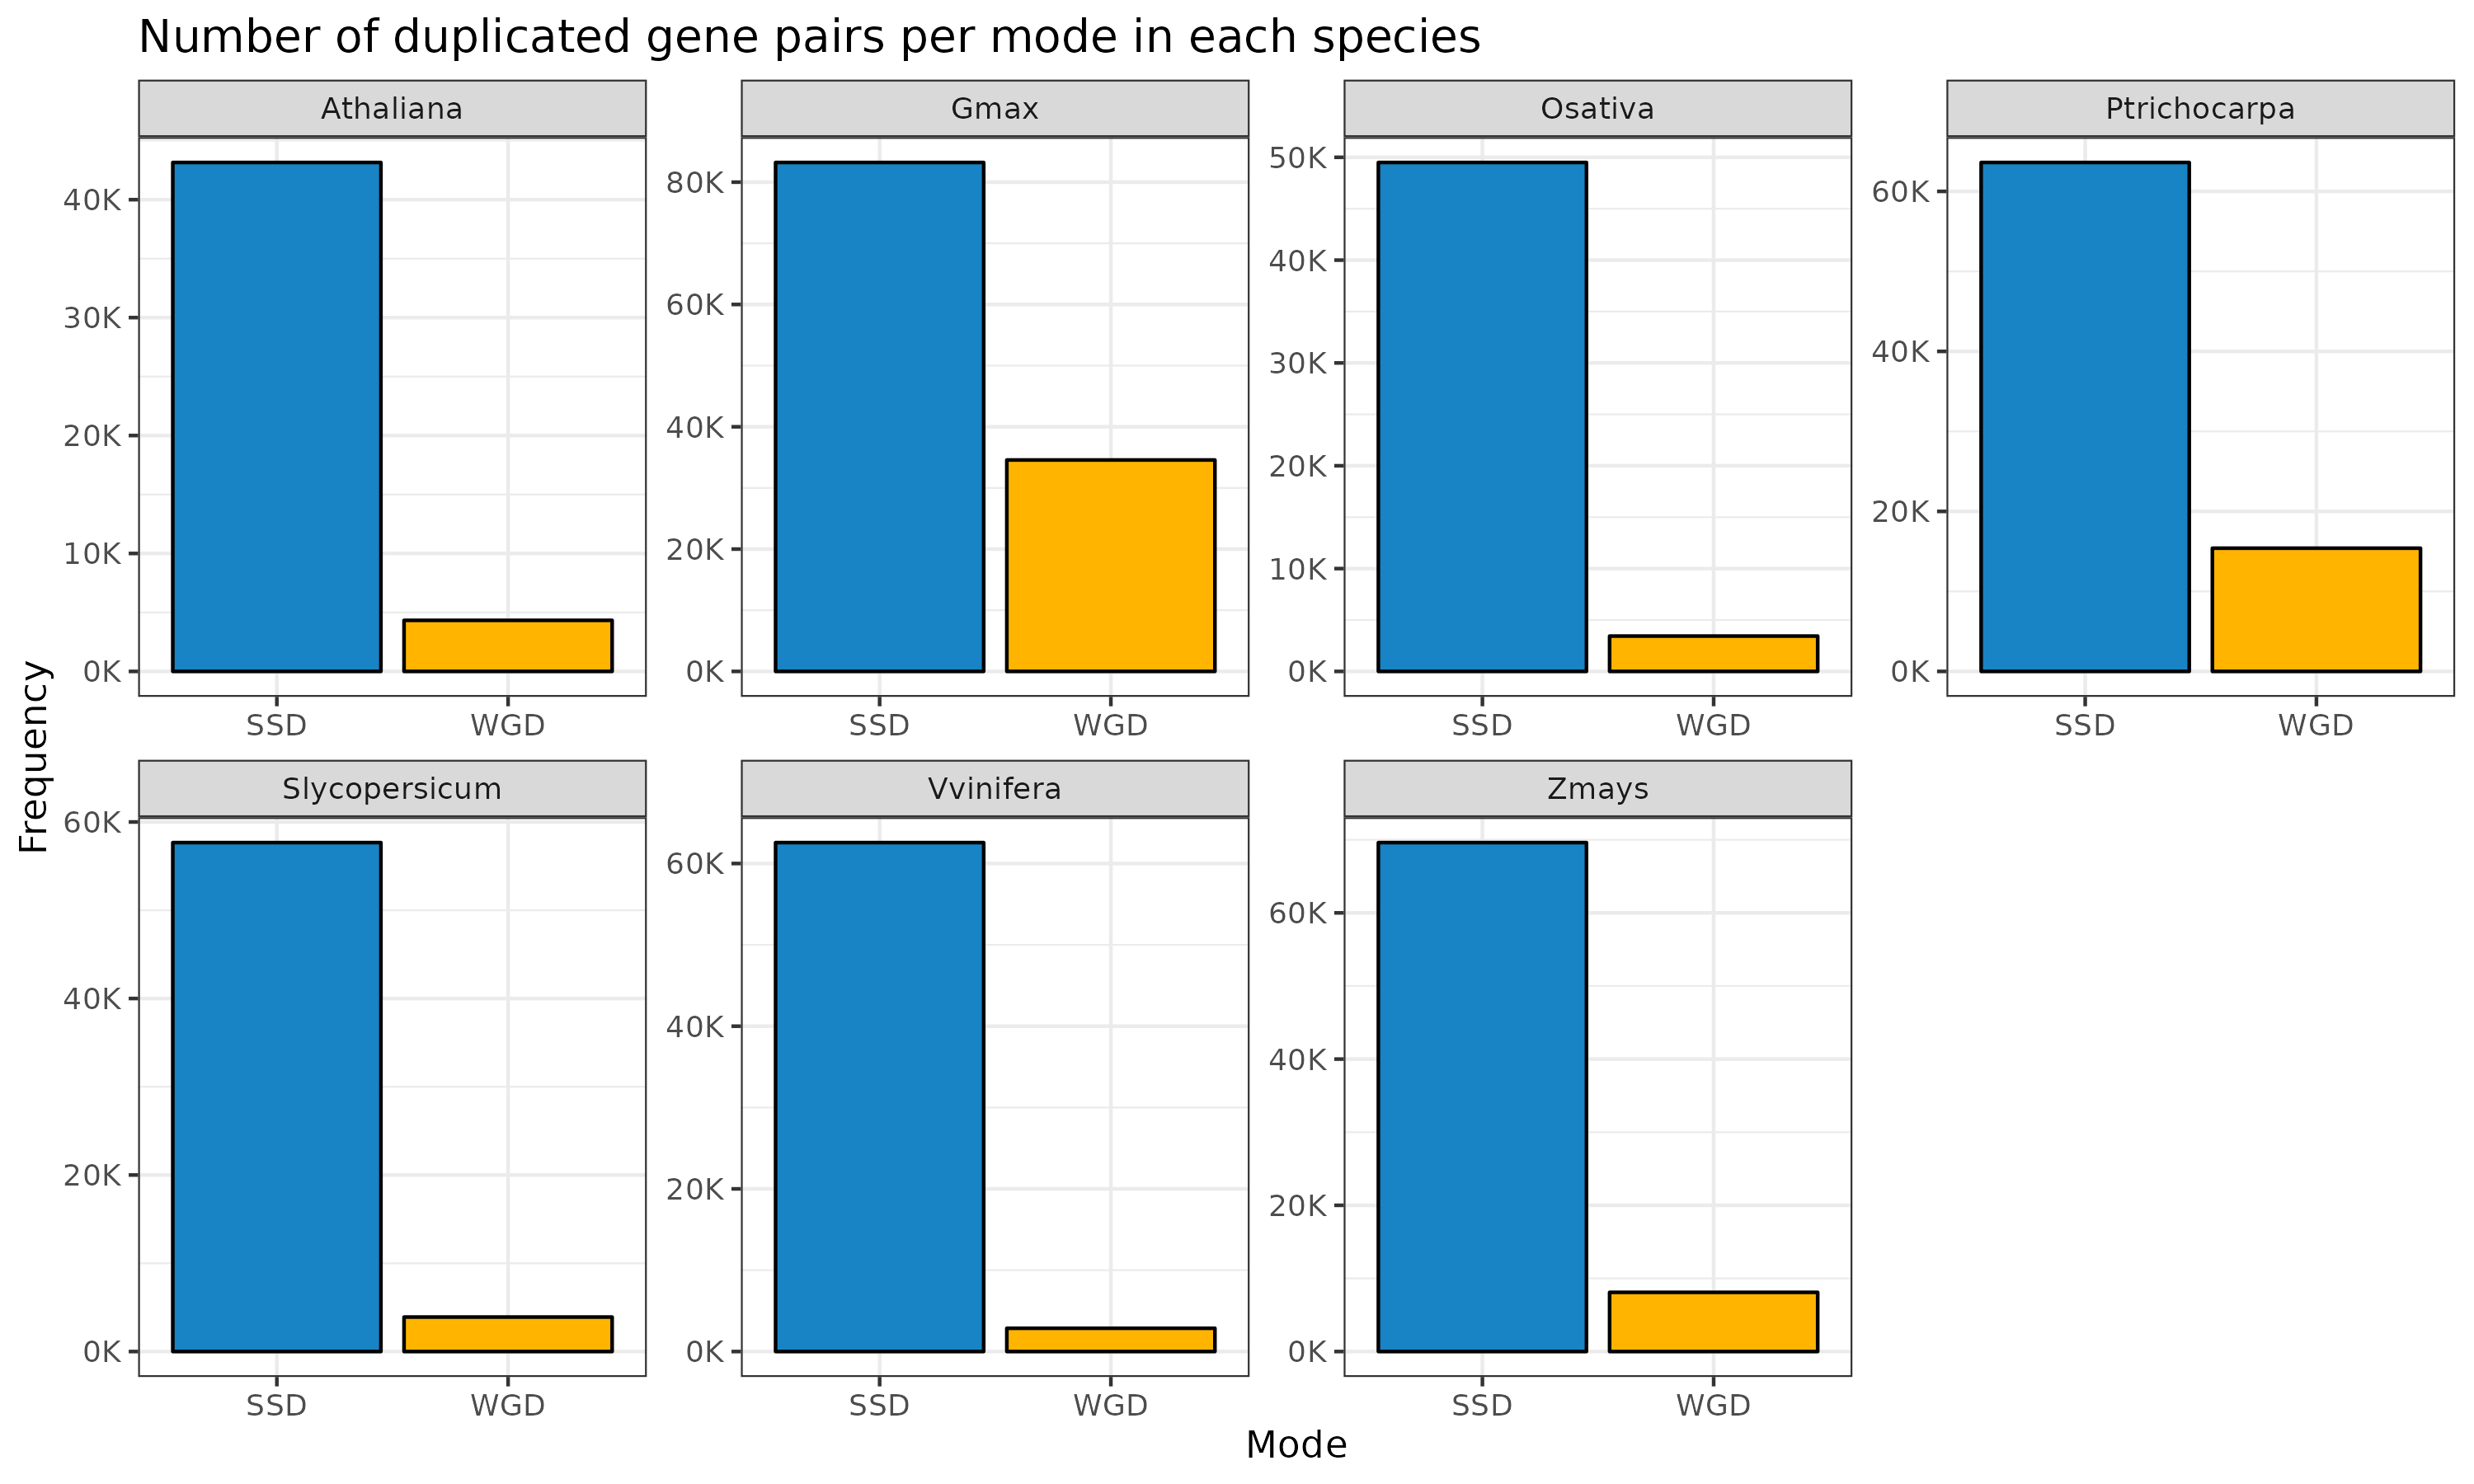 Number of duplicated gene pairs per mode in each species
Athaliana
Gmax
Osativa
Ptrichocarpa
40K
30K
20K
10K
0K
80K
60K
40K
20K
0K
50K
40K
30K
20K
10K
0K
60K
40K
20K
0K
SSD WGD
SSD WGD
SSD WGD
SSD WGD
Frequency
Slycopersicum
Vvinifera
Zmays
60K
40K
20K
0K
60K
40K
20K
0K
60K
40K
20K
0K
SSD WGD
SSD WGD
SSD WGD
Mode